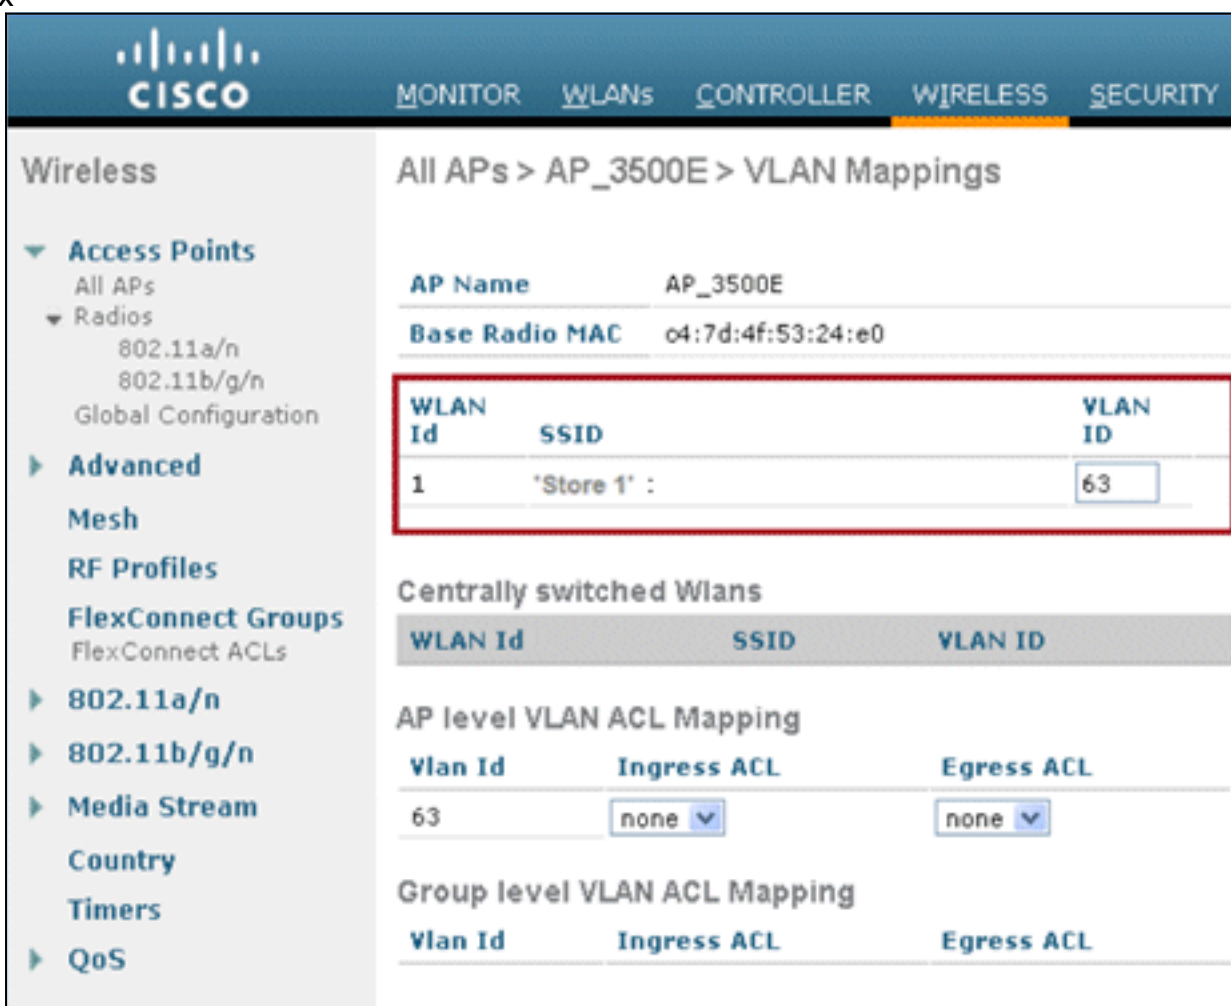 x
CISCO
MONITOR WLANs CONTROLLER WIRELESS SECURITY
Wireless
Access Points
All APs
Radios
802.11a/n
802.11b/g/n
Global Configuration
Advanced
Mesh
RF Profiles
FlexConnect Groups
FlexConnect ACLs
802.11a/n
802.11b/g/n
Media Stream
Country
Timers
QoS
All APs > AP_3500E > VLAN Mappings
AP Name AP_3500E
Base Radio MAC c4:7d:4f:53:24:e0
WLAN Id SSID VLAN ID
1 'Store 1' : 63
Centrally switched Wlans
WLAN Id SSID VLAN ID
AP level VLAN ACL Mapping
Vlan Id Ingress ACL Egress ACL
63 none none
Group level VLAN ACL Mapping
Vlan Id Ingress ACL Egress ACL